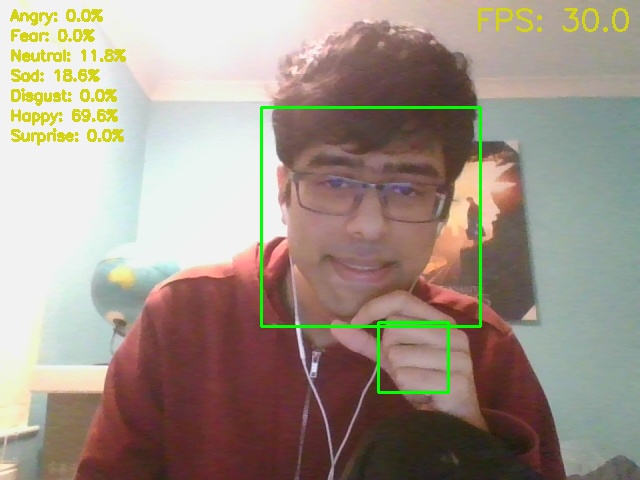 Angry: 0.0%
FPS: 30.0
Fear: 0.0%
Neutral: 11.8%
Sad: 18.6%
Disgust: 0.0%
Happy: 69.6%
Surprise: 0.0%